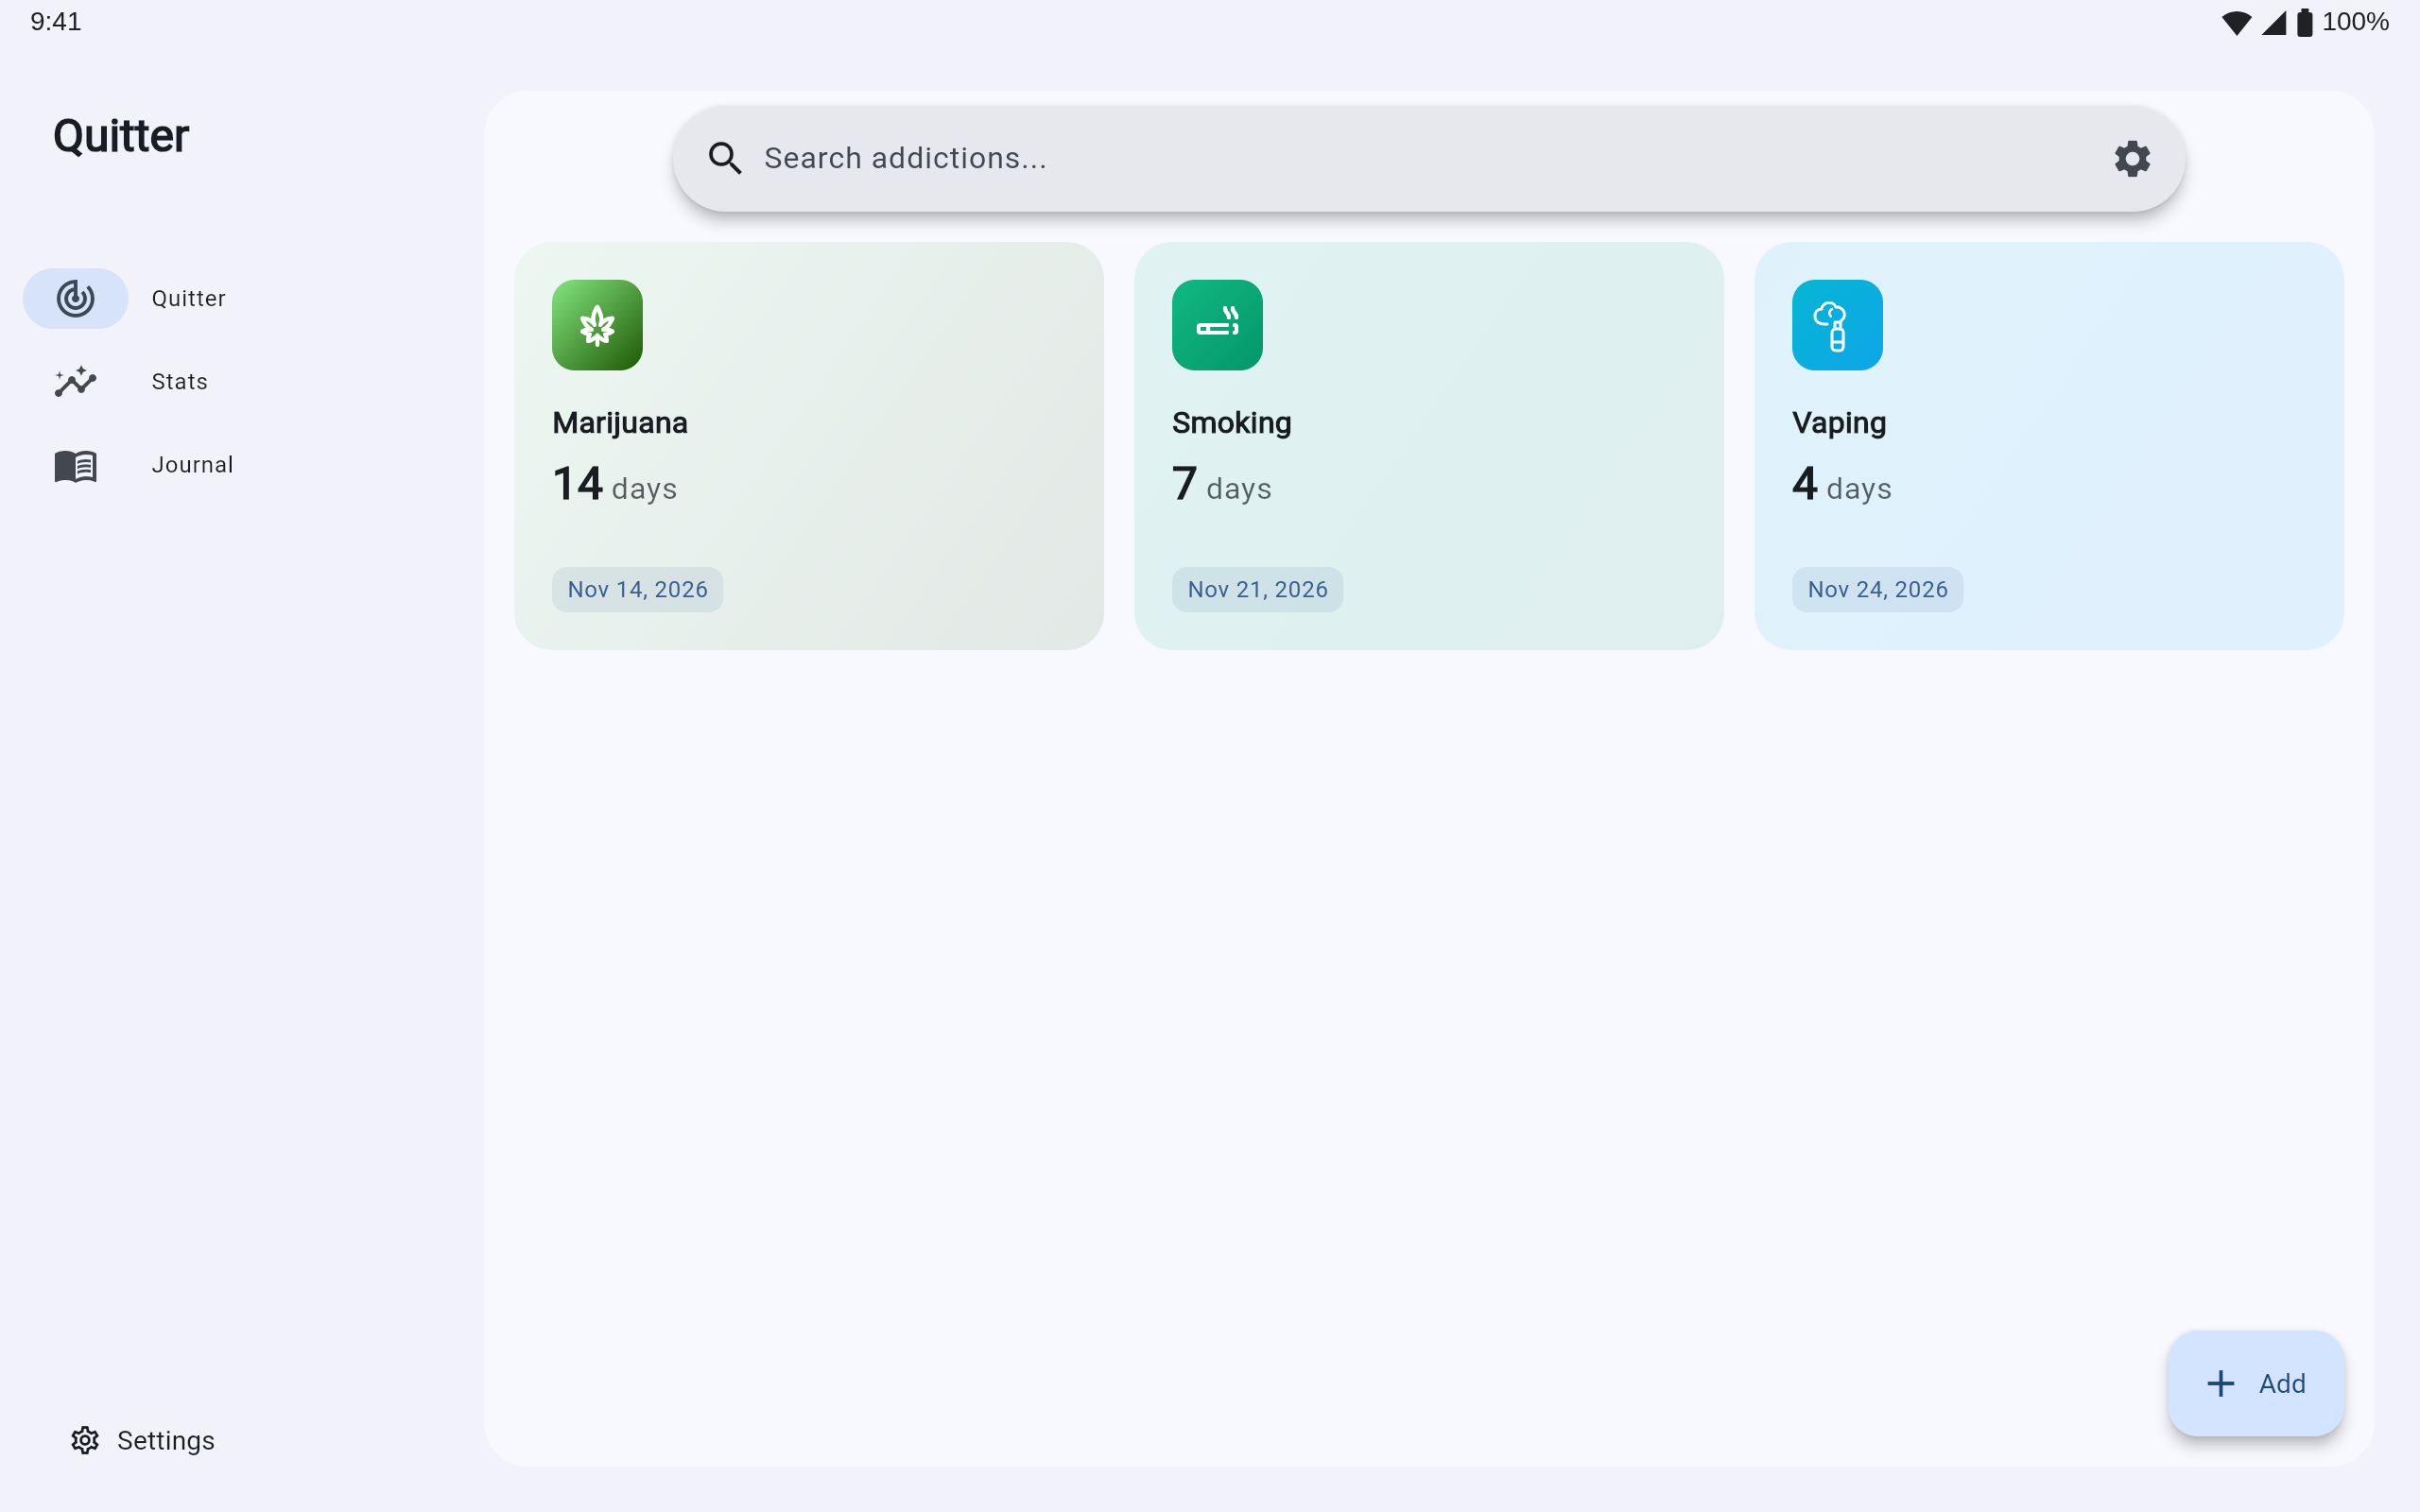 9:41
100%
Quitter
Quitter
Stats
Journal
Settings
Search addictions...
Marijuana
14 days
Nov 14, 2026
Smoking
7 days
Nov 21, 2026
Vaping
4 days
Nov 24, 2026
Add